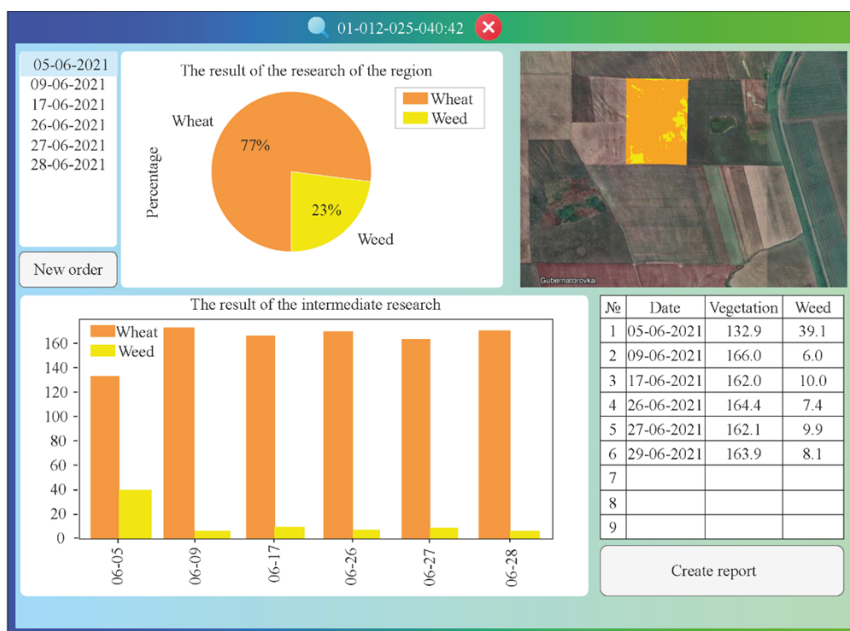 01-012-025-040:42
05-06-2021
09-06-2021
17-06-2021
26-06-2021
27-06-2021
28-06-2021
New order
The result of the research of the region
Wheat
Weed
Wheat
77%
23%
Weed
Percentage
Gubernatorovka
The result of the intermediate research
Wheat
Weed
160
140
120
100
80
60
40
20
0
06-05
06-09
06-17
06-26
06-27
06-28
№ Date Vegetation Weed
1 05-06-2021 132.9 39.1
2 09-06-2021 166.0 6.0
3 17-06-2021 162.0 10.0
4 26-06-2021 164.4 7.4
5 27-06-2021 162.1 9.9
6 29-06-2021 163.9 8.1
7
8
9
Create report